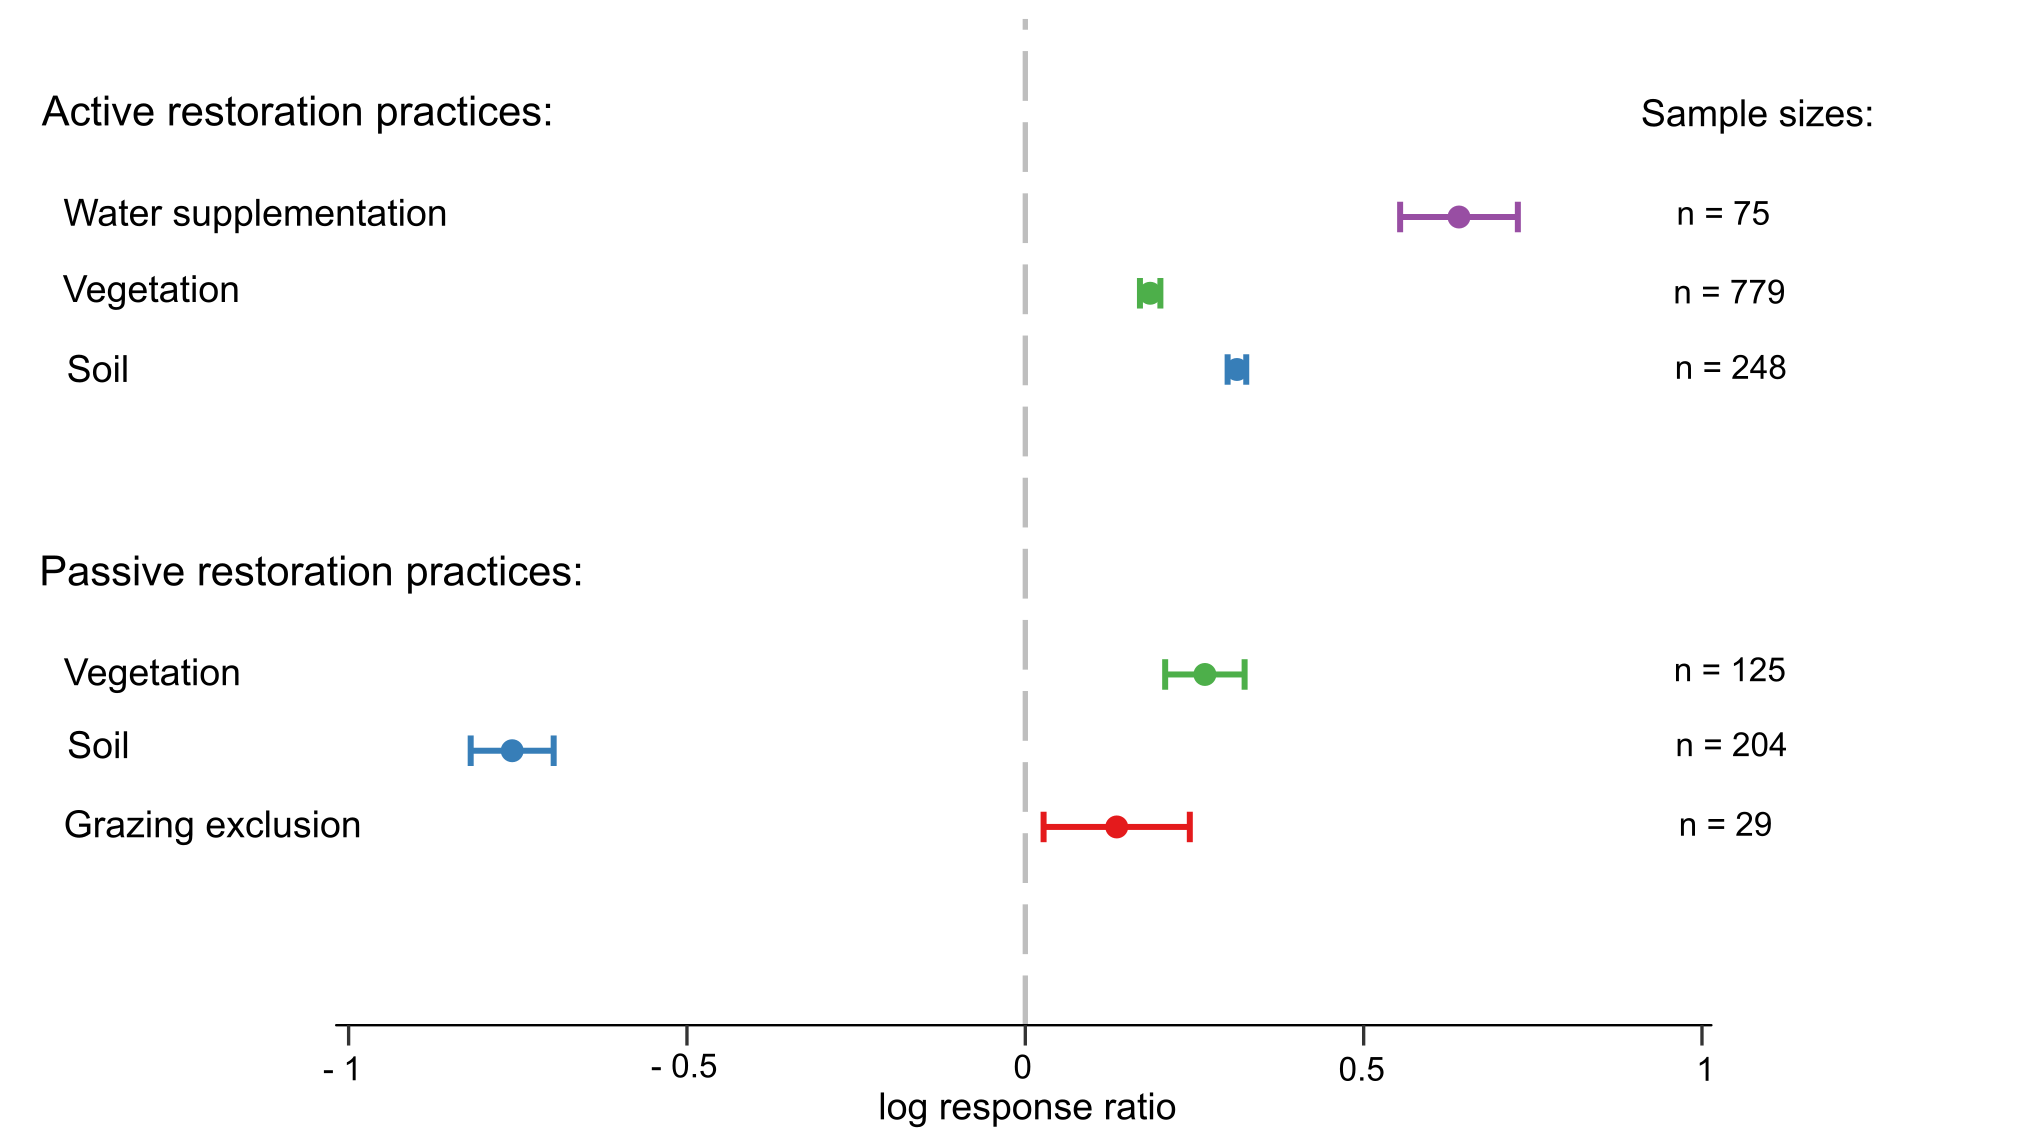 Active restoration practices:
Sample sizes:
Water supplementation
n = 75
Vegetation
n = 779
Soil
n = 248
Passive restoration practices:
Vegetation
n = 125
Soil
n = 204
Grazing exclusion
n = 29
- 1
- 0.5
0
0.5
1
log response ratio